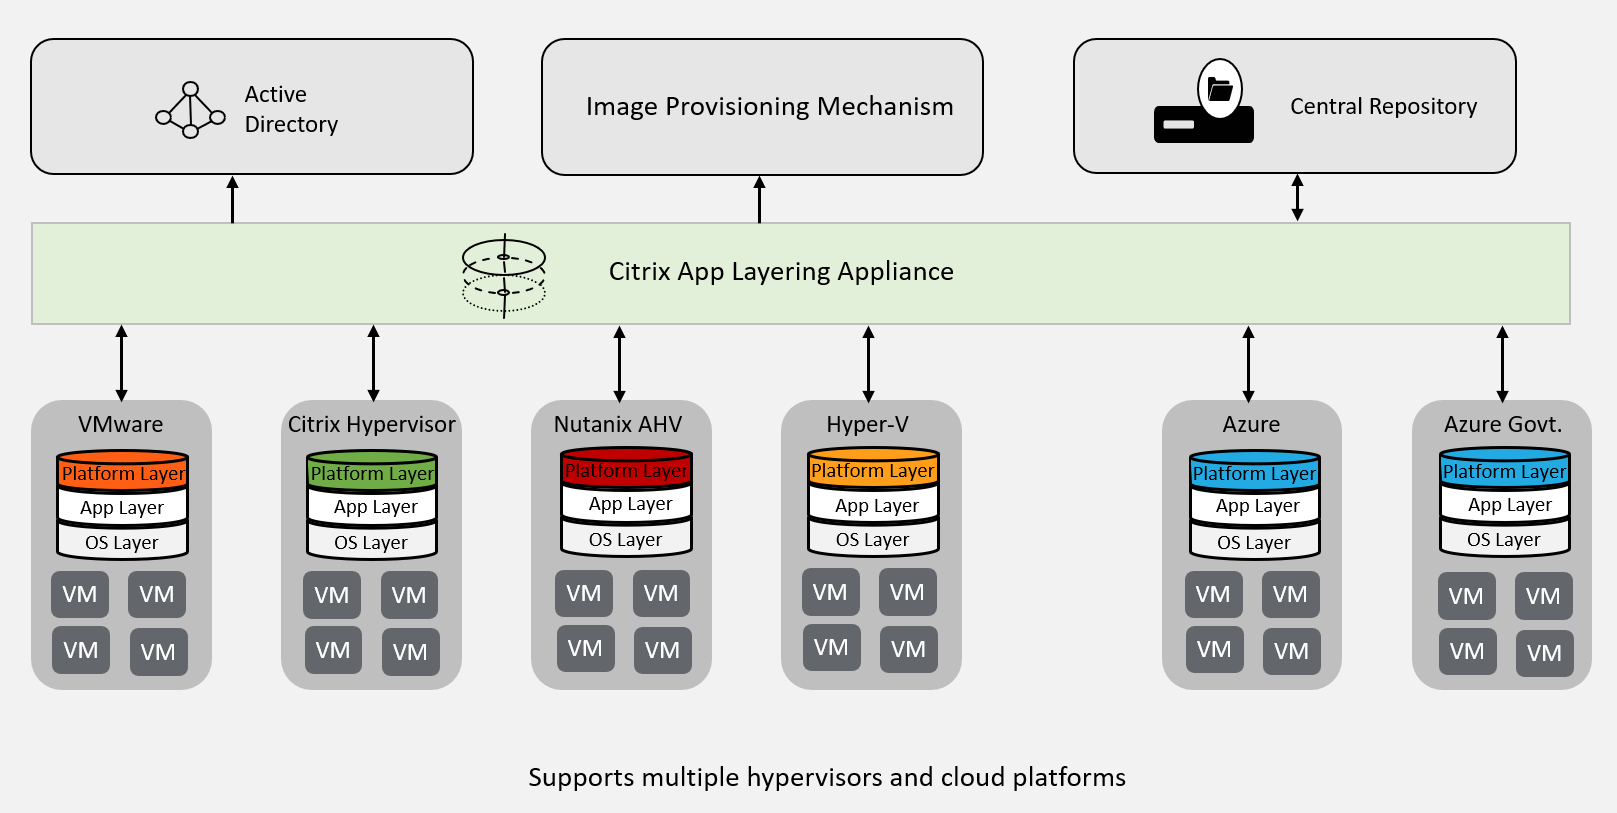 Active
Directory
Image Provisioning Mechanism
Central Repository
Citrix App Layering Appliance
VMware
Platform Layer
App Layer
OS Layer
VM VM
VM VM
Citrix Hypervisor
Platform Layer
App Layer
OS Layer
VM VM
VM VM
Nutanix AHV
Platform Layer
App Layer
OS Layer
VM VM
VM VM
Hyper-V
Platform Layer
App Layer
OS Layer
VM VM
VM VM
Azure
Platform Layer
App Layer
OS Layer
VM VM
VM VM
Azure Govt.
Platform Layer
App Layer
OS Layer
VM VM
VM VM
Supports multiple hypervisors and cloud platforms